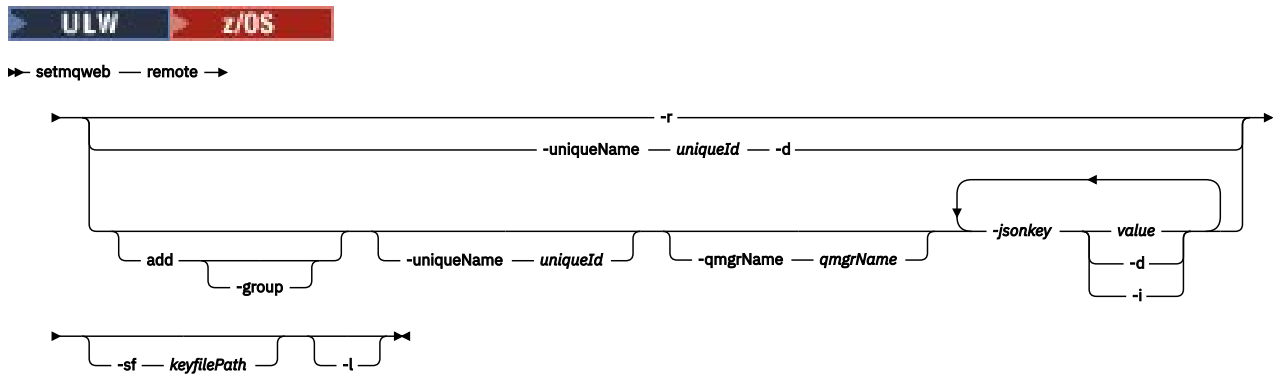 ULW z/OS
setmqweb remote
-r
-uniqueName uniqueId -d
-jsonkey value
add -uniqueName uniqueId -qmgrName qmgrName -d
-group -i
-sf keyfilePath -l